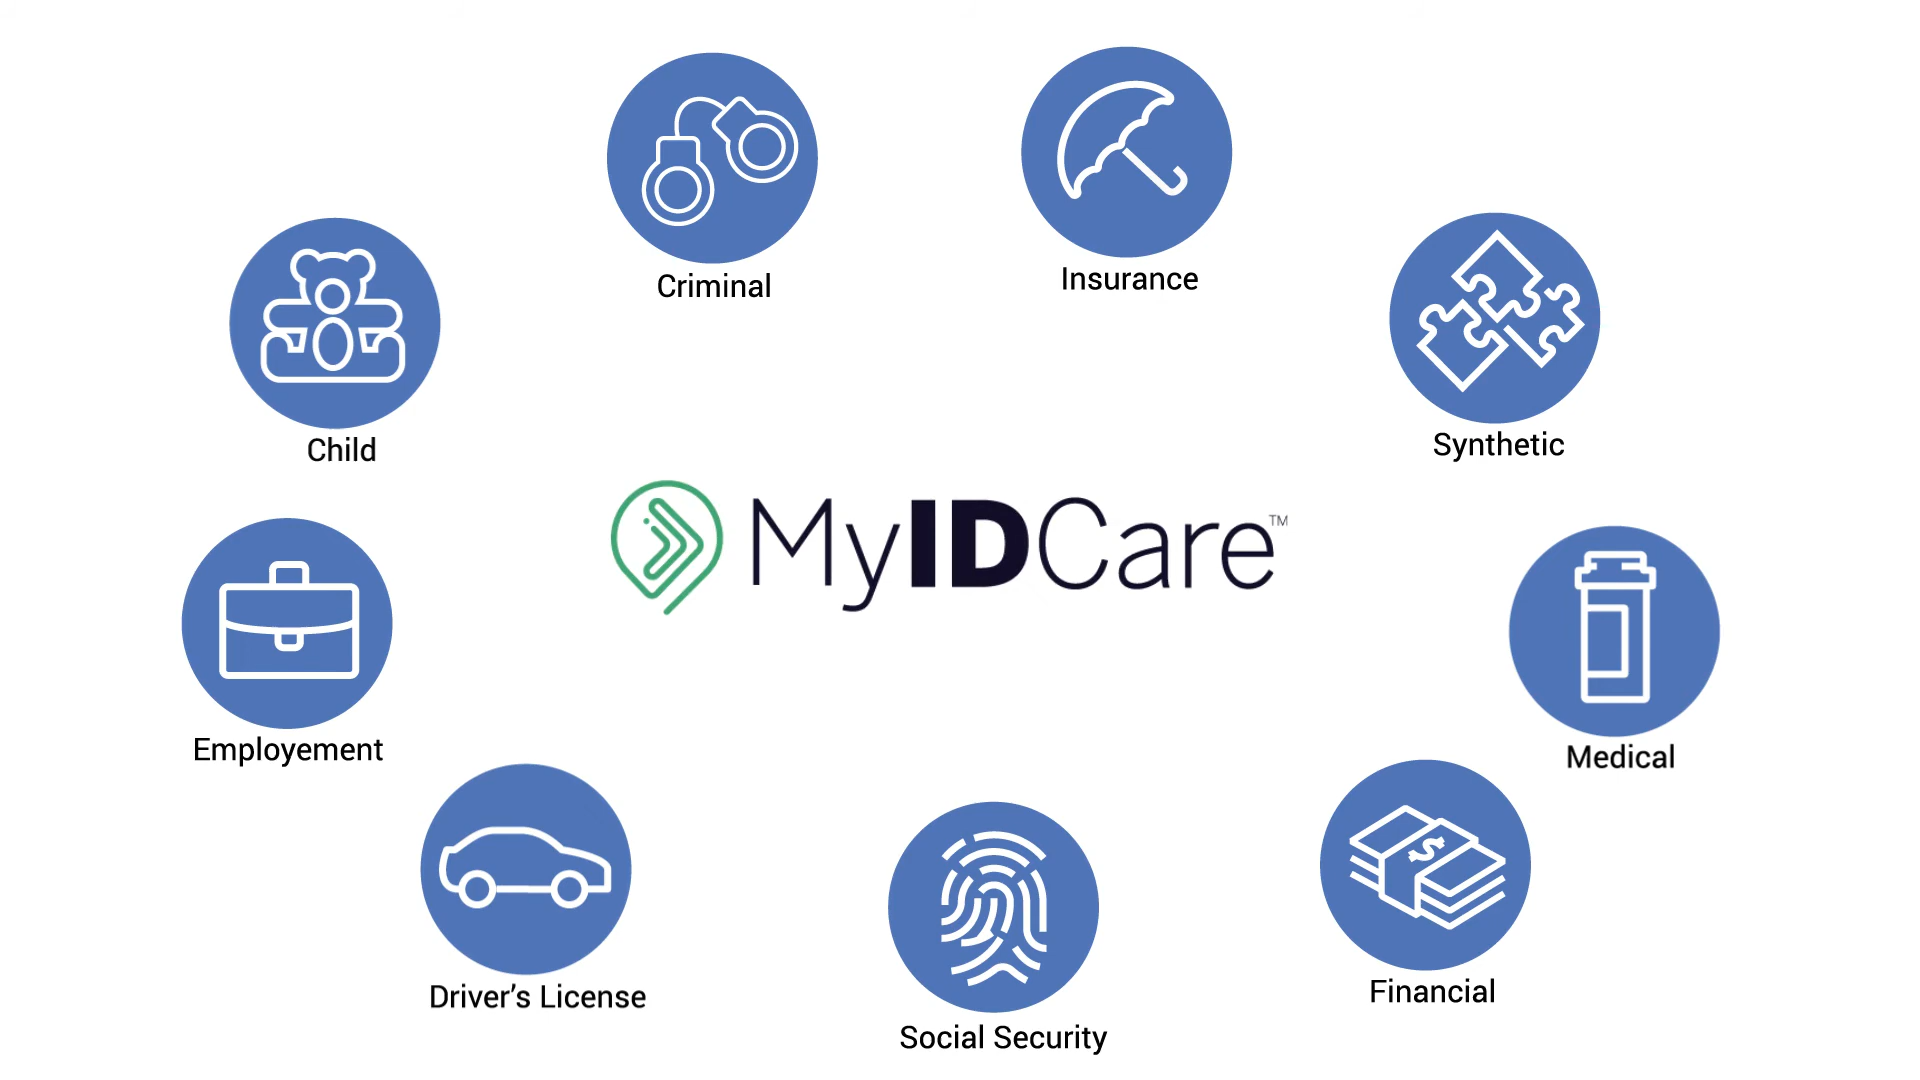 Criminal
Insurance
Child
Synthetic
MyIDCare™
Employement
Medical
Driver’s License
Financial
Social Security
$